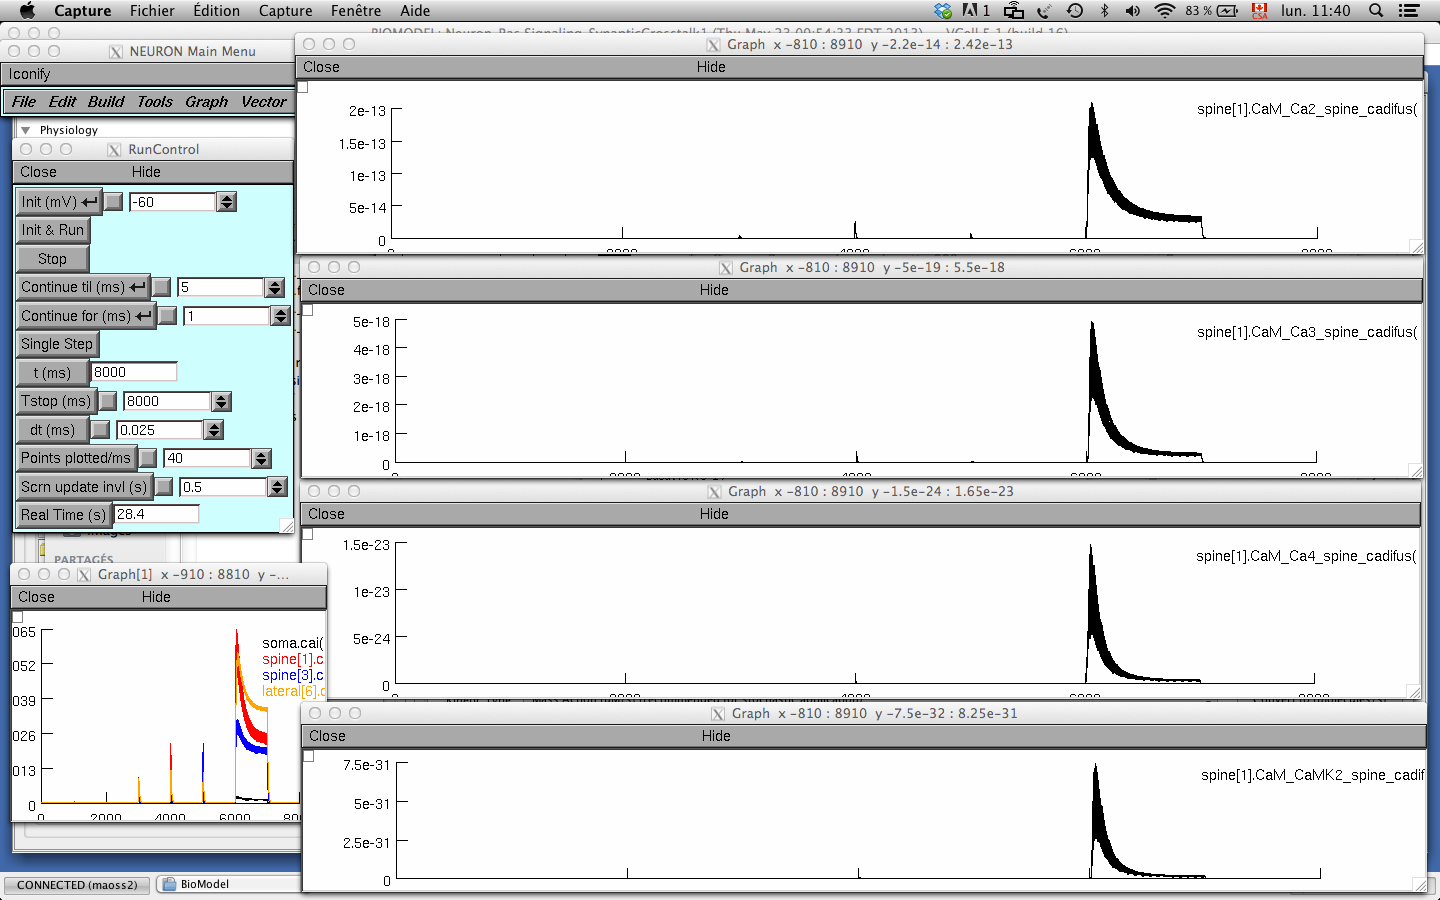 Capture Fichier Édition Capture Fenêtre Aide
1 83 % CSA lun. 11:40
NEURON Main Menu
Iconify
File Edit Build Tools Graph Vector
Physiology
RunControl
Close Hide
Init (mV) -60
Init & Run
Stop
Continue til (ms) 5
Continue for (ms) 1
Single Step
t (ms) 8000
Tstop (ms) 8000
dt (ms) 0.025
Points plotted/ms 40
Scrn update invl (s) 0.5
Real Time (s) 28.4
PARTAGÉS
Graph[1] x -910 : 8810 y -...
Close Hide
065
052
039
026
013
0
0 2000 4000 6000
soma.cai(
spine[1].c
spine[3].c
lateral[6].c
CONNECTED (maoss2)
BioModel
Graph x -810 : 8910 y -2.2e-14 : 2.42e-13
Close Hide
2e-13
1.5e-13
1e-13
5e-14
0
spine[1].CaM_Ca2_spine_cadifus(
Graph x -810 : 8910 y -5e-19 : 5.5e-18
Close Hide
5e-18
4e-18
3e-18
2e-18
1e-18
0
spine[1].CaM_Ca3_spine_cadifus(
Graph x -810 : 8910 y -1.5e-24 : 1.65e-23
Close Hide
1.5e-23
1e-23
5e-24
0
spine[1].CaM_Ca4_spine_cadifus(
Graph x -810 : 8910 y -7.5e-32 : 8.25e-31
Close Hide
7.5e-31
5e-31
2.5e-31
0
spine[1].CaM_CaMK2_spine_cadif